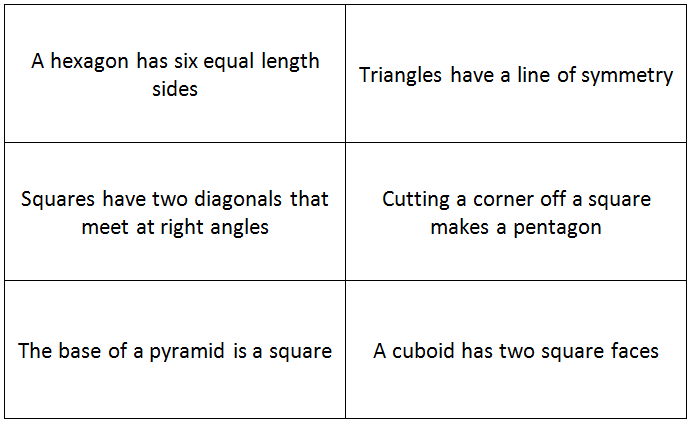 A hexagon has six equal length
sides
Triangles have a line of symmetry
Squares have two diagonals that
meet at right angles
Cutting a corner off a square
makes a pentagon
The base of a pyramid is a square
A cuboid has two square faces